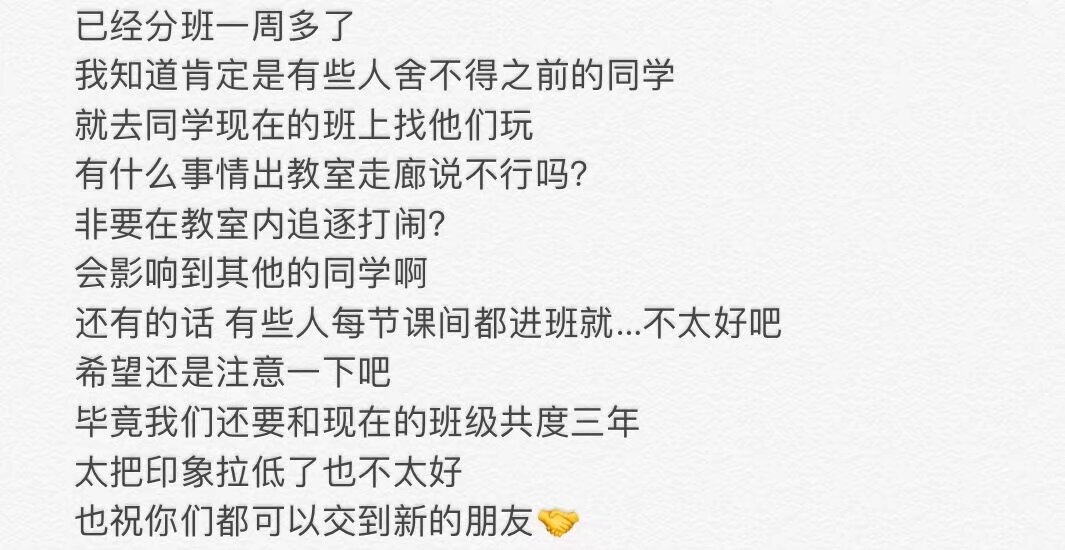 已经分班一周多了
我知道肯定是有些人舍不得之前的同学
就去同学现在的班上找他们玩
有什么事情出教室走廊说不行吗?
非要在教室内追逐打闹?
会影响到其他的同学啊
还有的话 有些人每节课间都进班就...不太好吧
希望还是注意一下吧
毕竟我们还要和现在的班级共度三年
太把印象拉低了也不太好
也祝你们都可以交到新的朋友🤝